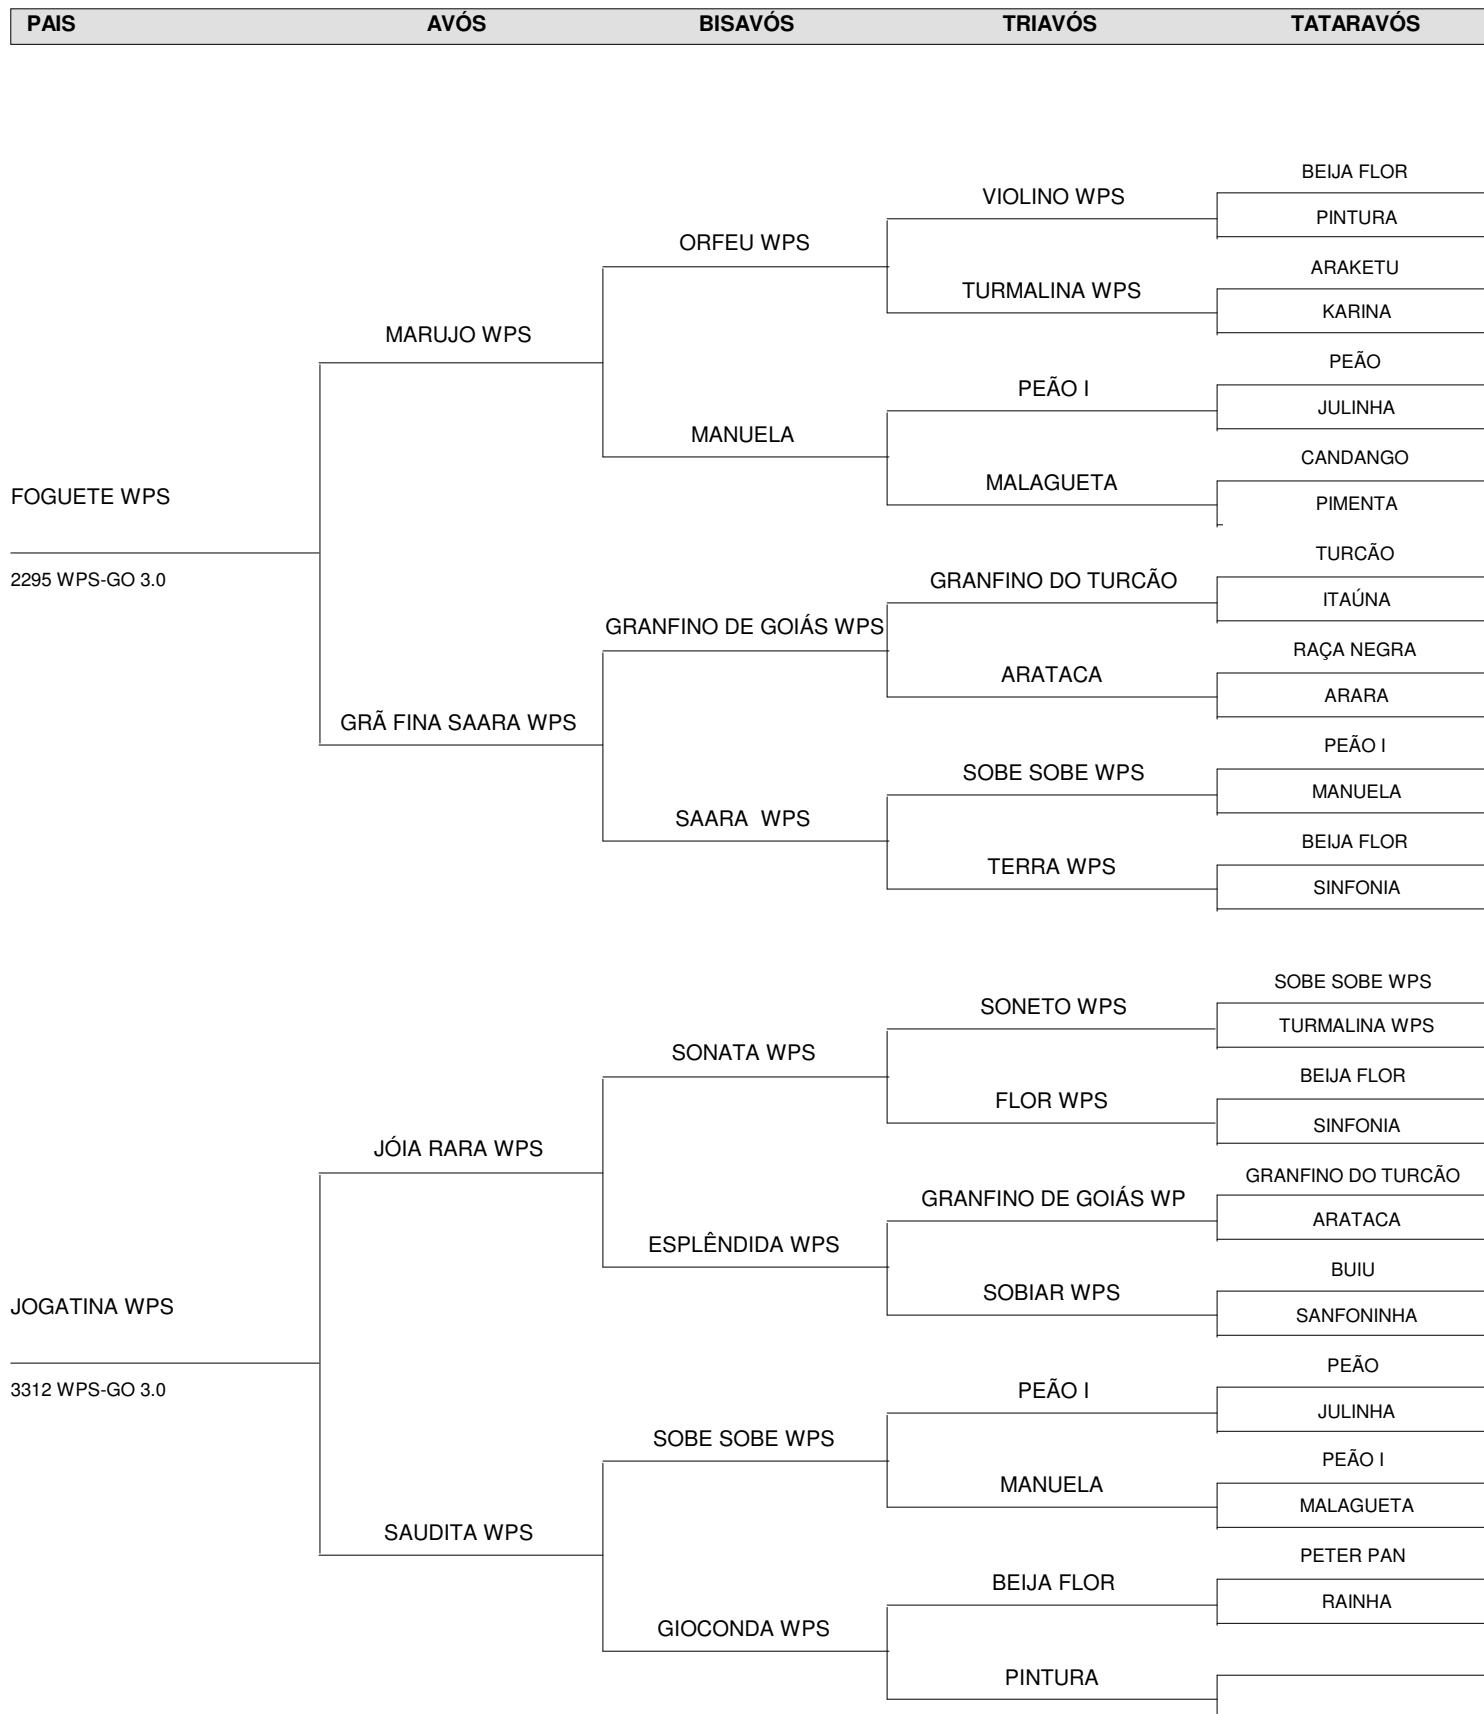 PAIS AVÓS BISAVÓS TRIAVÓS TATARAVÓS
BEIJA FLOR
VIOLINO WPS
PINTURA
ORFEU WPS
ARAKETU
TURMALINA WPS
KARINA
MARUJO WPS
PEÃO
PEÃO I
JULINHA
MANUELA
CANDANGO
MALAGUETA
FOGUETE WPS
PIMENTA
TURCÃO
2295 WPS-GO 3.0
GRANFINO DO TURCÃO
ITAÚNA
GRANFINO DE GOIÁS WPS
RAÇA NEGRA
ARATACA
ARARA
GRÃ FINA SAARA WPS
PEÃO I
SOBE SOBE WPS
MANUELA
SAARA  WPS
BEIJA FLOR
TERRA WPS
SINFONIA
SOBE SOBE WPS
SONETO WPS
TURMALINA WPS
SONATA WPS
BEIJA FLOR
FLOR WPS
SINFONIA
JÓIA RARA WPS
GRANFINO DO TURCÃO
GRANFINO DE GOIÁS WP
ARATACA
ESPLÊNDIDA WPS
BUIU
SOBIAR WPS
JOGATINA WPS
SANFONINHA
PEÃO
3312 WPS-GO 3.0
PEÃO I
JULINHA
SOBE SOBE WPS
PEÃO I
MANUELA
MALAGUETA
SAUDITA WPS
PETER PAN
BEIJA FLOR
RAINHA
GIOCONDA WPS
PINTURA